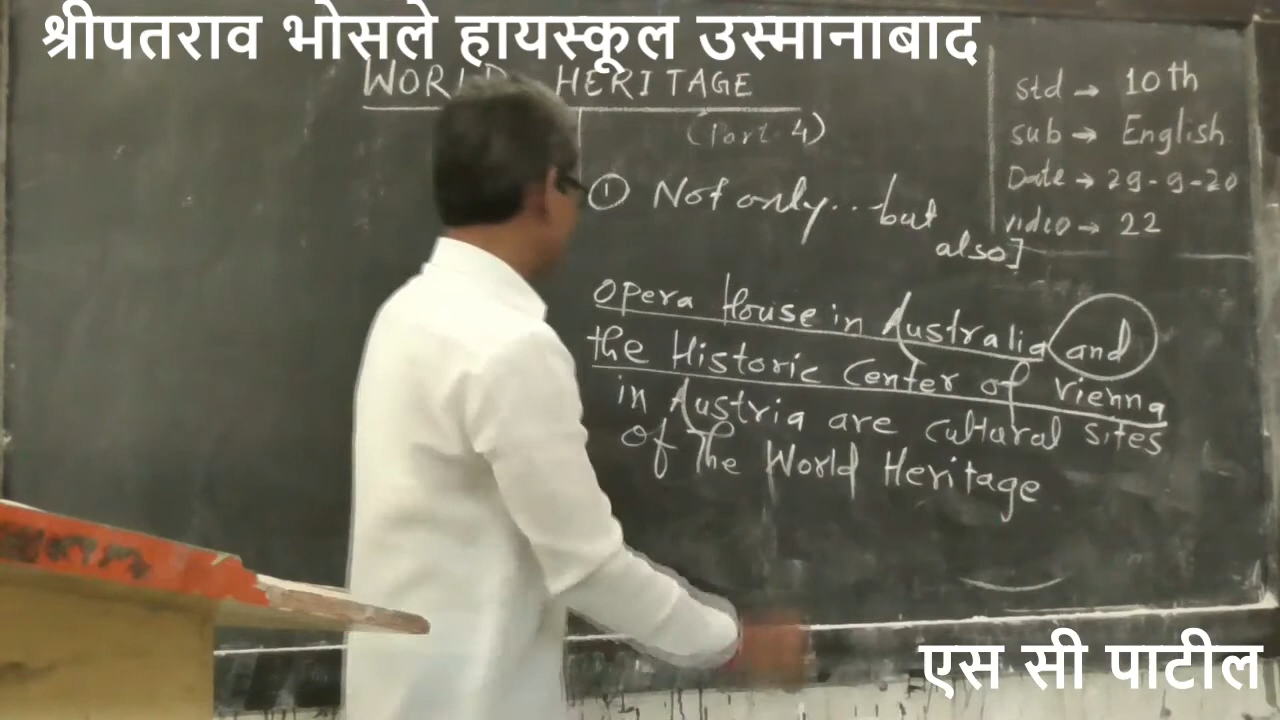 श्रीपतराव भोसले हायस्कूल उस्मानाबाद
WORLD HERITAGE
(Part 4)
std → 10th
sub → English
Date → 29-9-20
video → 22
① Not only...but
also]
Opera House in Australia and
the Historic Center of Vienna
in Austria are cultural sites
of The World Heritage
एस सी पाटील